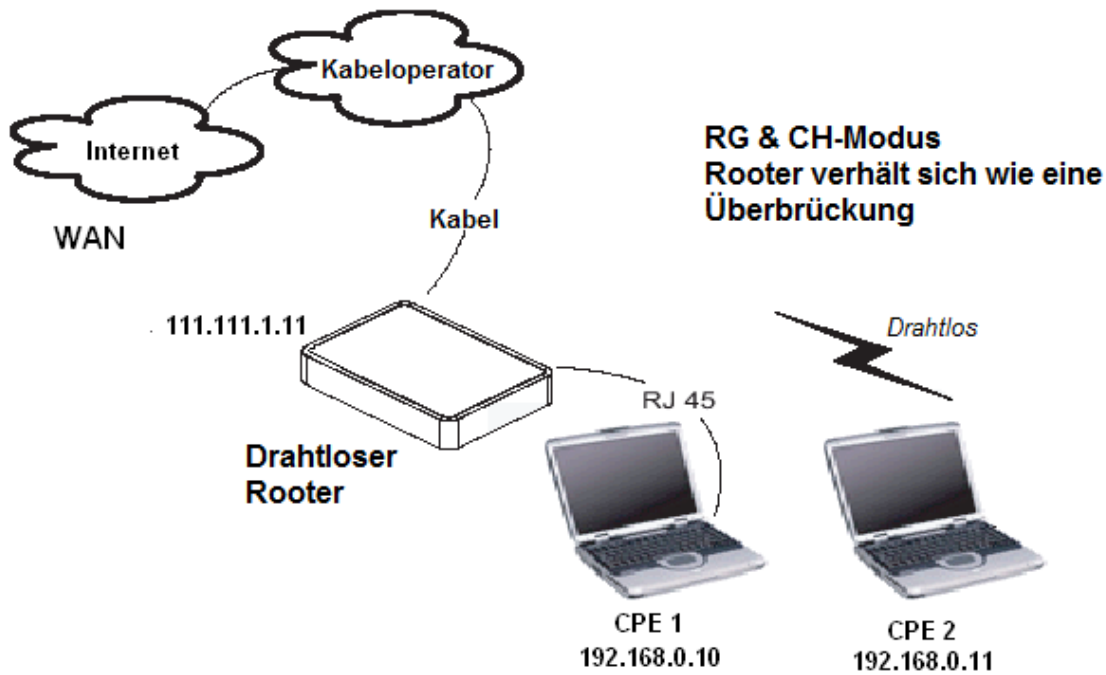 Kabeloperator
Internet
WAN
RG & CH-Modus
Rooter verhält sich wie eine
Überbrückung
Kabel
. 111.111.1.11
Drahtlos
RJ 45
Drahtloser
Rooter
CPE 1
192.168.0.10
CPE 2
192.168.0.11